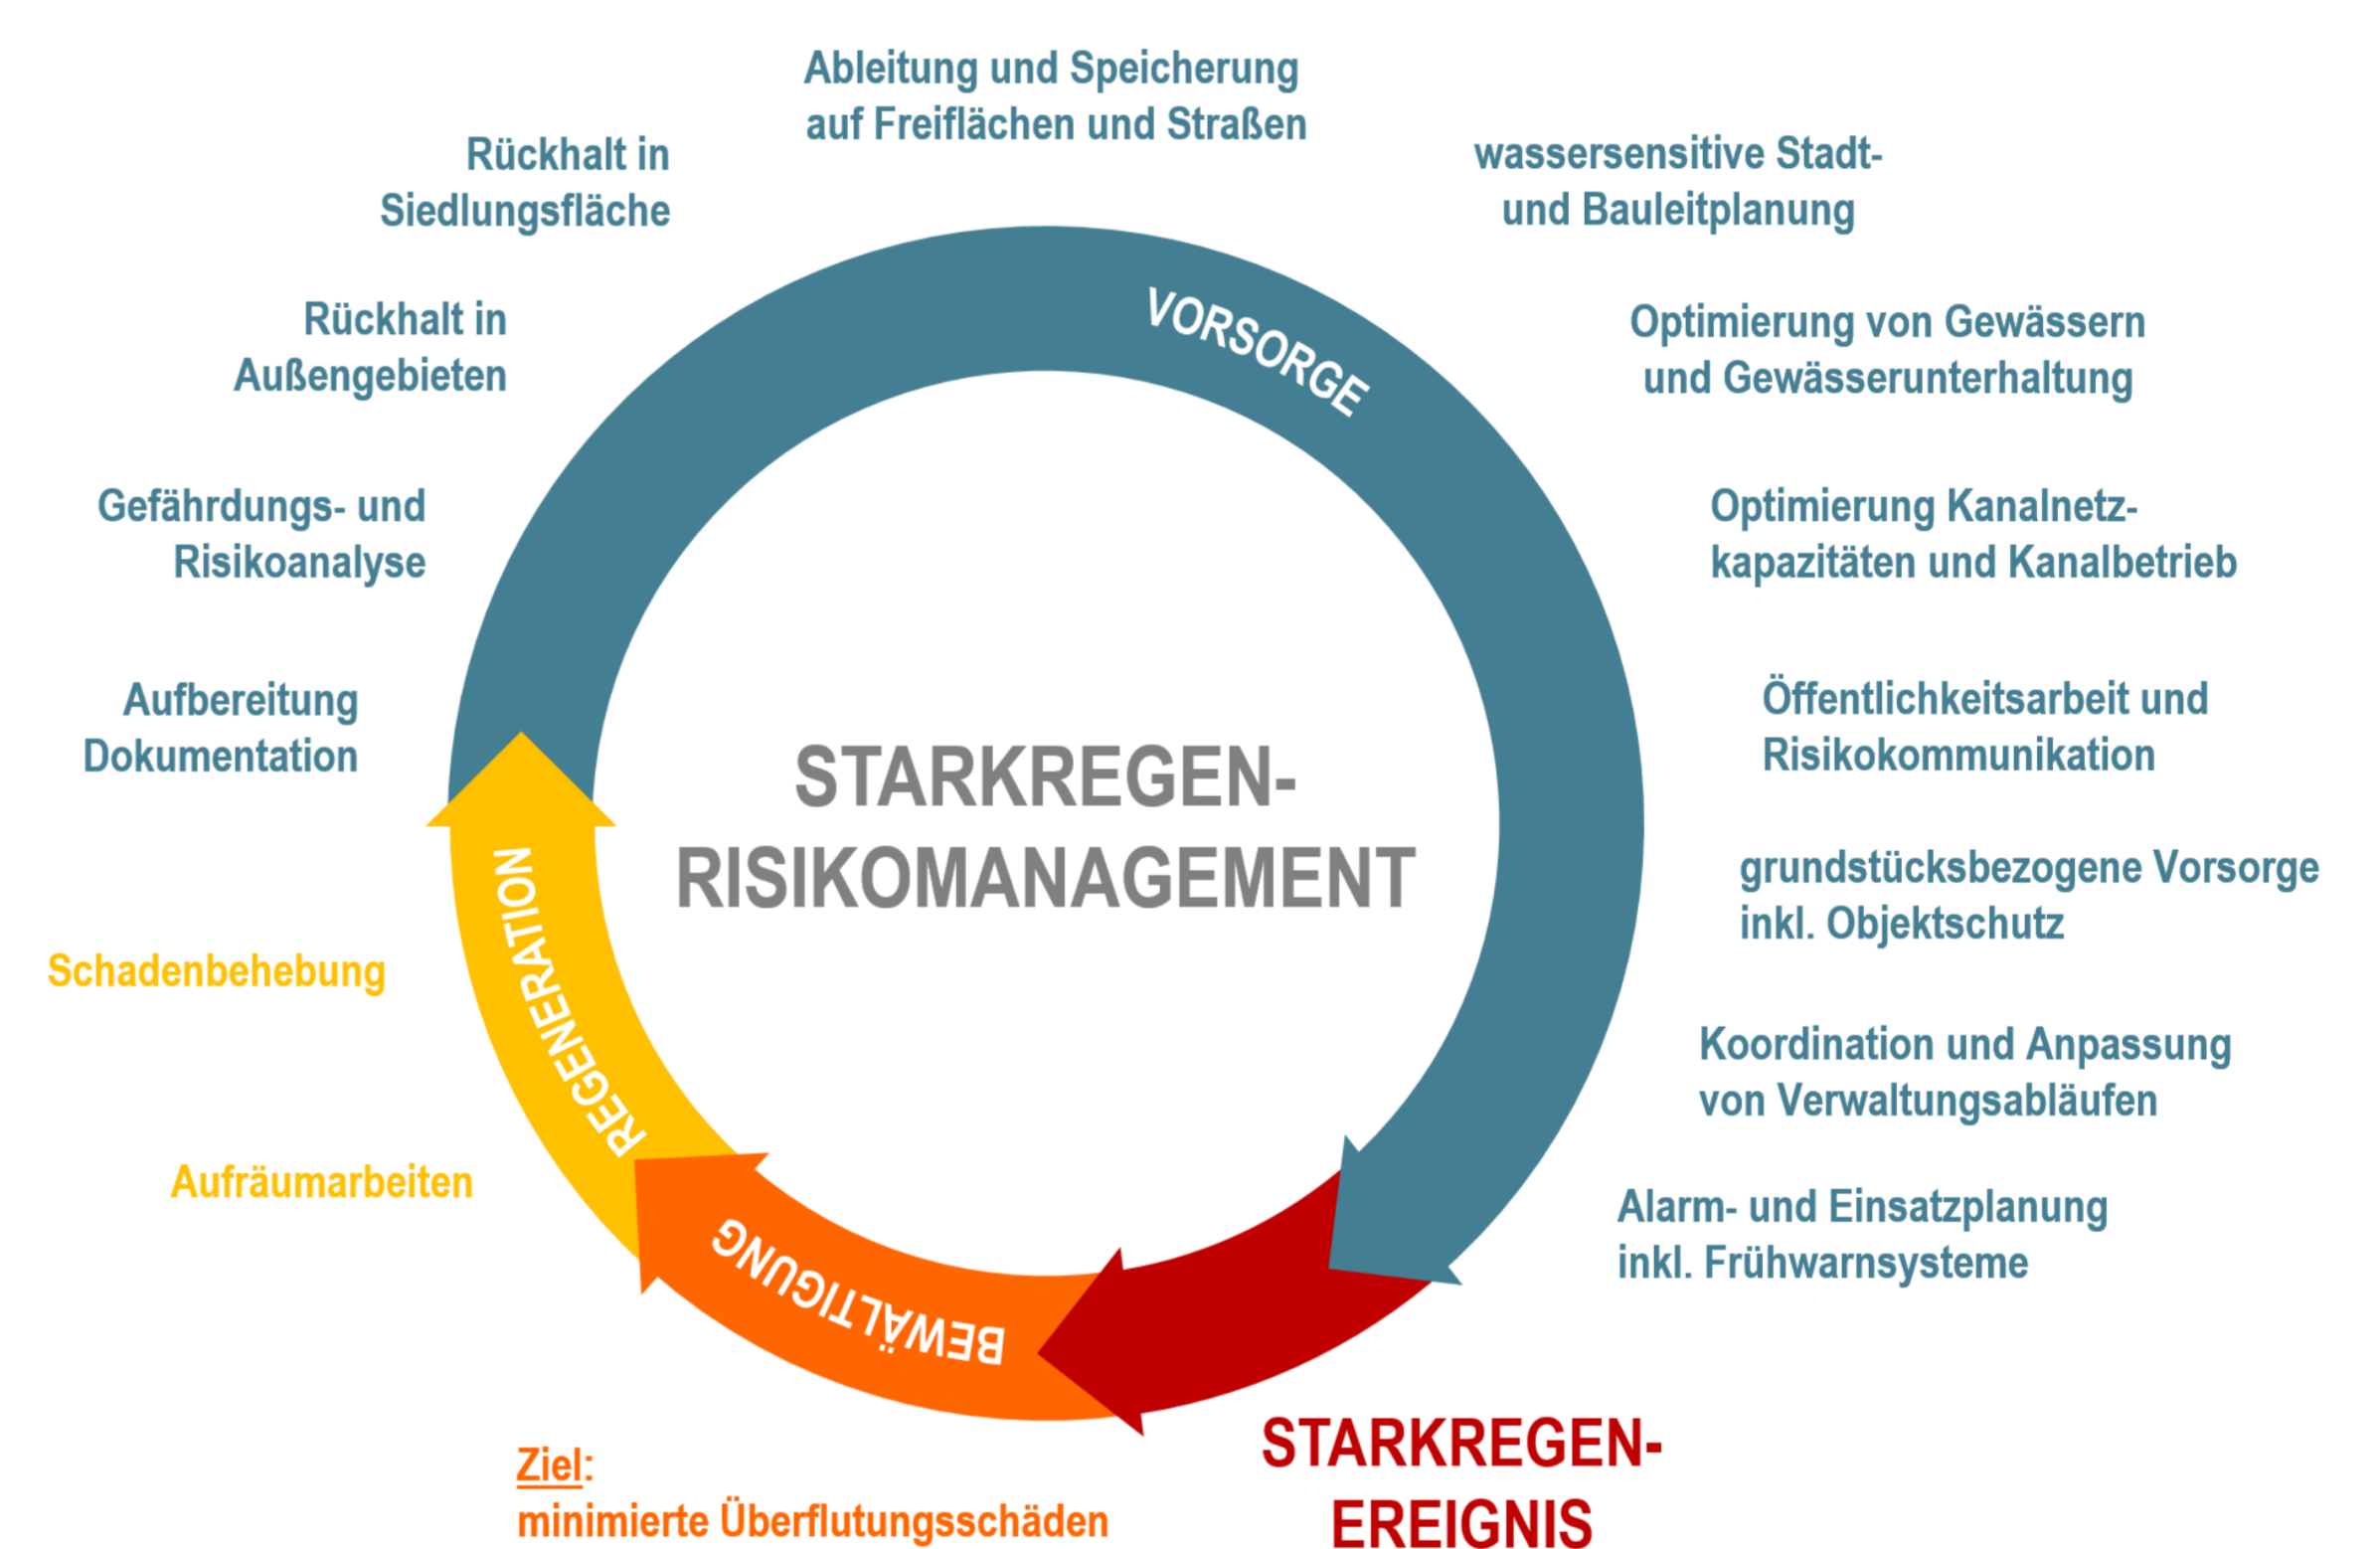 Ableitung und Speicherung
auf Freiflächen und Straßen
Rückhalt in
Siedlungsfläche
wassersensitive Stadt-
und Bauleitplanung
Rückhalt in
Außengebieten
Optimierung von Gewässern
und Gewässerunterhaltung
VORSORGE
Gefährdungs- und
Risikoanalyse
Optimierung Kanalnetz-
kapazitäten und Kanalbetrieb
Aufbereitung
Dokumentation
Öffentlichkeitsarbeit und
Risikokommunikation
STARKREGEN-
RISIKOMANAGEMENT
grundstücksbezogene Vorsorge
inkl. Objektschutz
REGENERATION
Schadenbehebung
Koordination und Anpassung
von Verwaltungsabläufen
Aufräumarbeiten
Alarm- und Einsatzplanung
inkl. Frühwarnsysteme
BEWÄLTIGUNG
Ziel:
minimierte Überflutungsschäden
STARKREGEN-
EREIGNIS